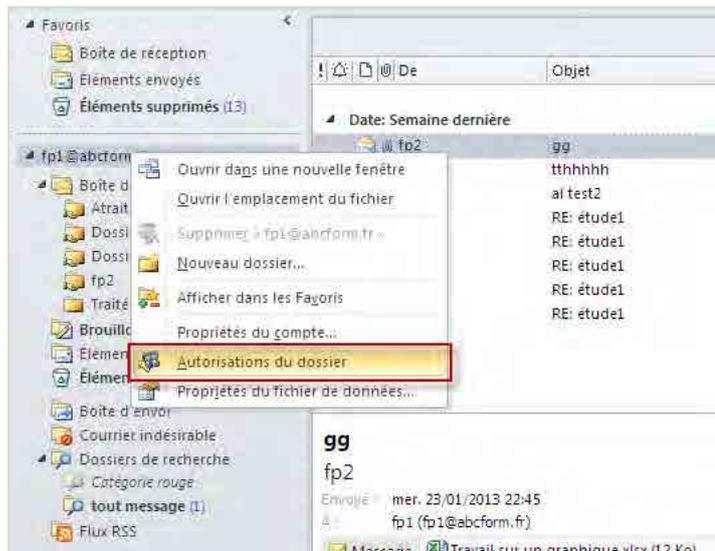 Favoris
Boîte de réception
Éléments envoyés
Éléments supprimés (13)
fp1@abcform
Boîte d
Atrait
Dossi
Dossi
fp2
Traité
Brouillo
Élémen
Élémen
Boîte d'envoi
Courrier indésirable
Dossiers de recherche
Catégorie rouge
tout message (1)
Flux RSS
Ouvrir dans une nouvelle fenêtre
Ouvrir l'emplacement du fichier
Supprimer « fp1@abcform.fr »
Nouveau dossier...
Afficher dans les Favoris
Propriétés du compte...
Autorisations du dossier
Propriétés du fichier de données...
! De Objet
Date: Semaine dernière
fp2 gg
tthhhhh
al test2
RE: étude1
RE: étude1
RE: étude1
RE: étude1
RE: étude1
gg
fp2
Envoyé : mer. 23/01/2013 22:45
À : fp1 (fp1@abcform.fr)
Message Travail sur un graphique.xlsx (12 Ko)